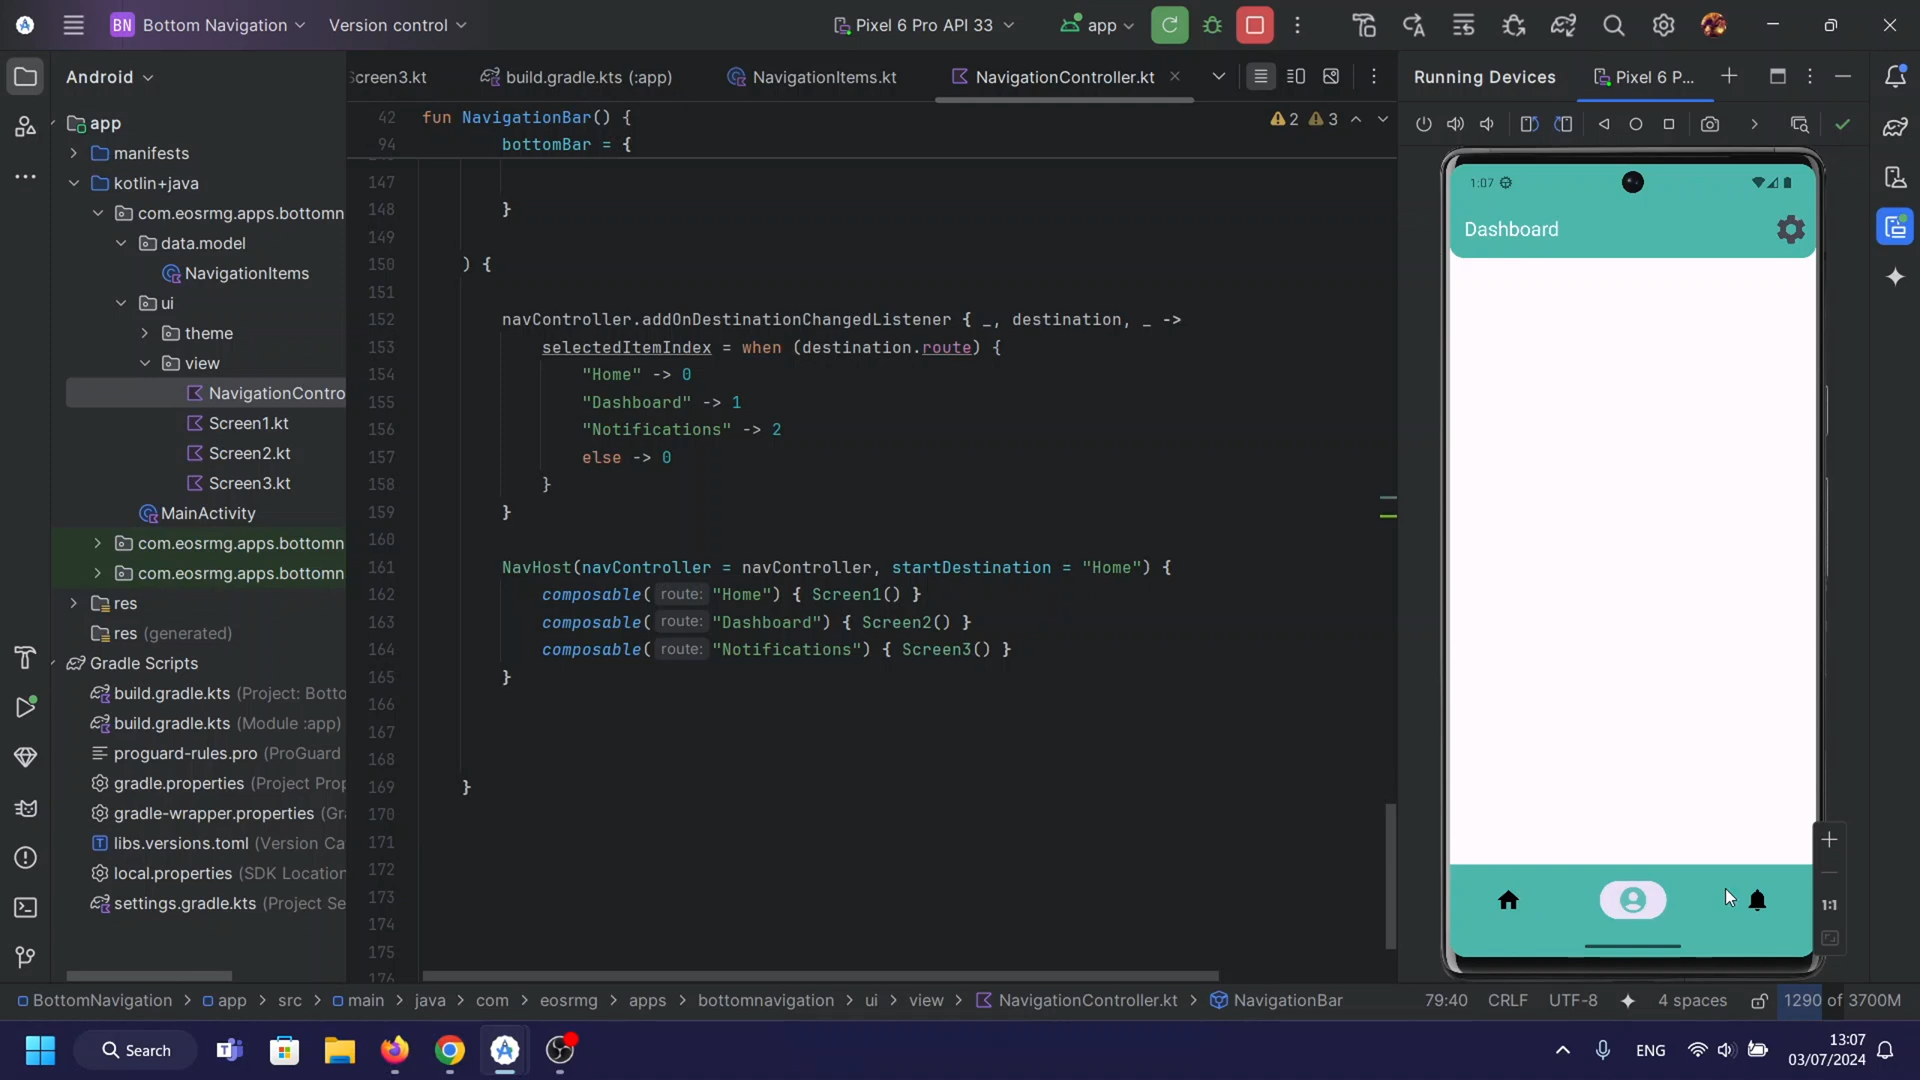 BN Bottom Navigation Version control Pixel 6 Pro API 33 app
Android
app
manifests
kotlin+java
com.eosrmg.apps.bottomn
data.model
NavigationItems
ui
theme
view
NavigationContro
Screen1.kt
Screen2.kt
Screen3.kt
MainActivity
com.eosrmg.apps.bottomn
com.eosrmg.apps.bottomn
res
res (generated)
Gradle Scripts
build.gradle.kts (Project: Botto
build.gradle.kts (Module :app)
proguard-rules.pro (ProGuard
gradle.properties (Project Prop
gradle-wrapper.properties (Gr
libs.versions.toml (Version Ca
local.properties (SDK Location
settings.gradle.kts (Project Se
Screen3.kt build.gradle.kts (:app) NavigationItems.kt NavigationController.kt
42 fun NavigationBar() { 2 3
94 bottomBar = {
147
148 }
149
150 ) {
151
152 navController.addOnDestinationChangedListener { _, destination, _ ->
153 selectedItemIndex = when (destination.route) {
154 "Home" -> 0
155 "Dashboard" -> 1
156 "Notifications" -> 2
157 else -> 0
158 }
159 }
160
161 NavHost(navController = navController, startDestination = "Home") {
162 composable( route: "Home") { Screen1() }
163 composable( route: "Dashboard") { Screen2() }
164 composable( route: "Notifications") { Screen3() }
165 }
166
167
168
169 }
170
171
172
173
174
175
176
Running Devices Pixel 6 P...
1:07
Dashboard
1:1
BottomNavigation > app > src > main > java > com > eosrmg > apps > bottomnavigation > ui > view > NavigationController.kt > NavigationBar 79:40 CRLF UTF-8 4 spaces 1290 of 3700M
Search ENG 13:07
03/07/2024